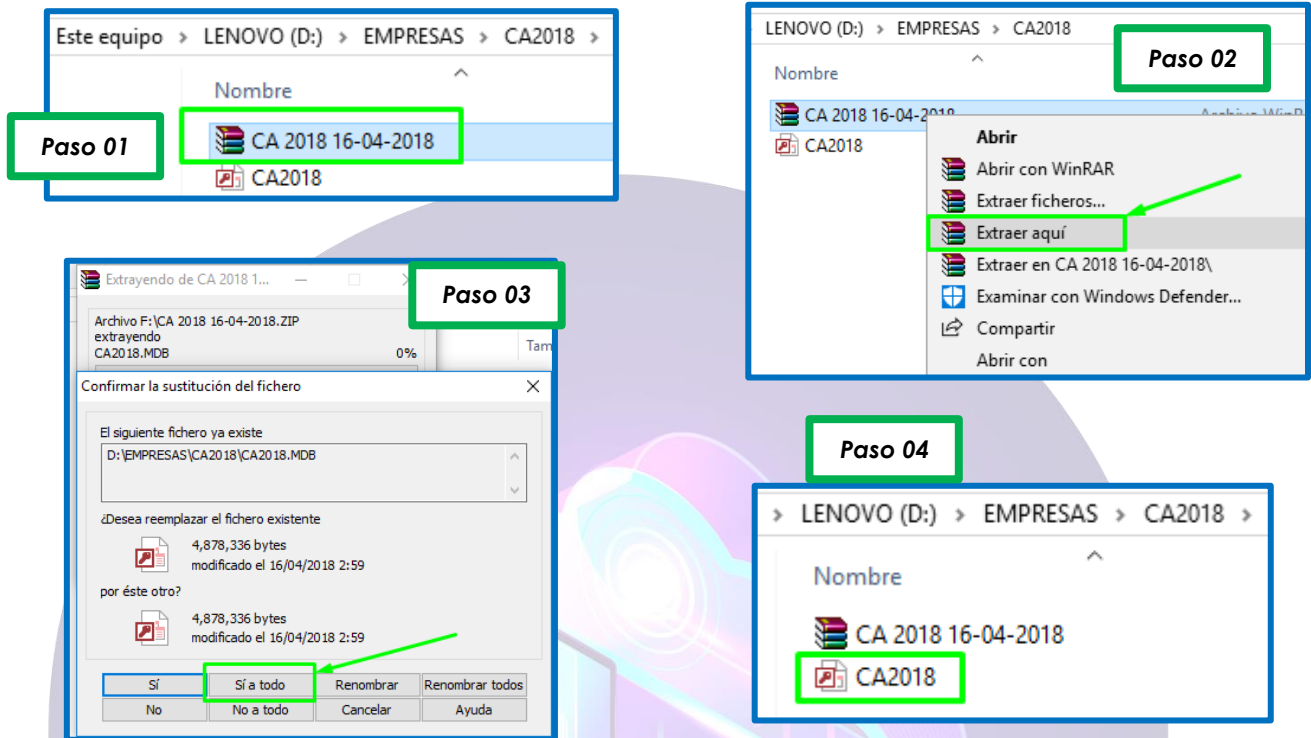 Este equipo > LENOVO (D:) > EMPRESAS > CA2018 >
Nombre
Paso 01
CA 2018 16-04-2018
CA2018
LENOVO (D:) > EMPRESAS > CA2018
Paso 02
Nombre
CA 2018 16-04-2018
CA2018
Abrir
Abrir con WinRAR
Extraer ficheros...
Extraer aquí
Extraer en CA 2018 16-04-2018\
Examinar con Windows Defender...
Compartir
Abrir con
Extrayendo de CA 2018 1...
Paso 03
Archivo F:\CA 2018 16-04-2018.ZIP
extrayendo
CA2018.MDB 0%
Tam
Confirmar la sustitución del fichero
El siguiente fichero ya existe
D:\EMPRESAS\CA2018\CA2018.MDB
¿Desea reemplazar el fichero existente
4,878,336 bytes
modificado el 16/04/2018 2:59
por éste otro?
4,878,336 bytes
modificado el 16/04/2018 2:59
Sí Sí a todo Renombrar Renombrar todos
No No a todo Cancelar Ayuda
Paso 04
> LENOVO (D:) > EMPRESAS > CA2018 >
Nombre
CA 2018 16-04-2018
CA2018